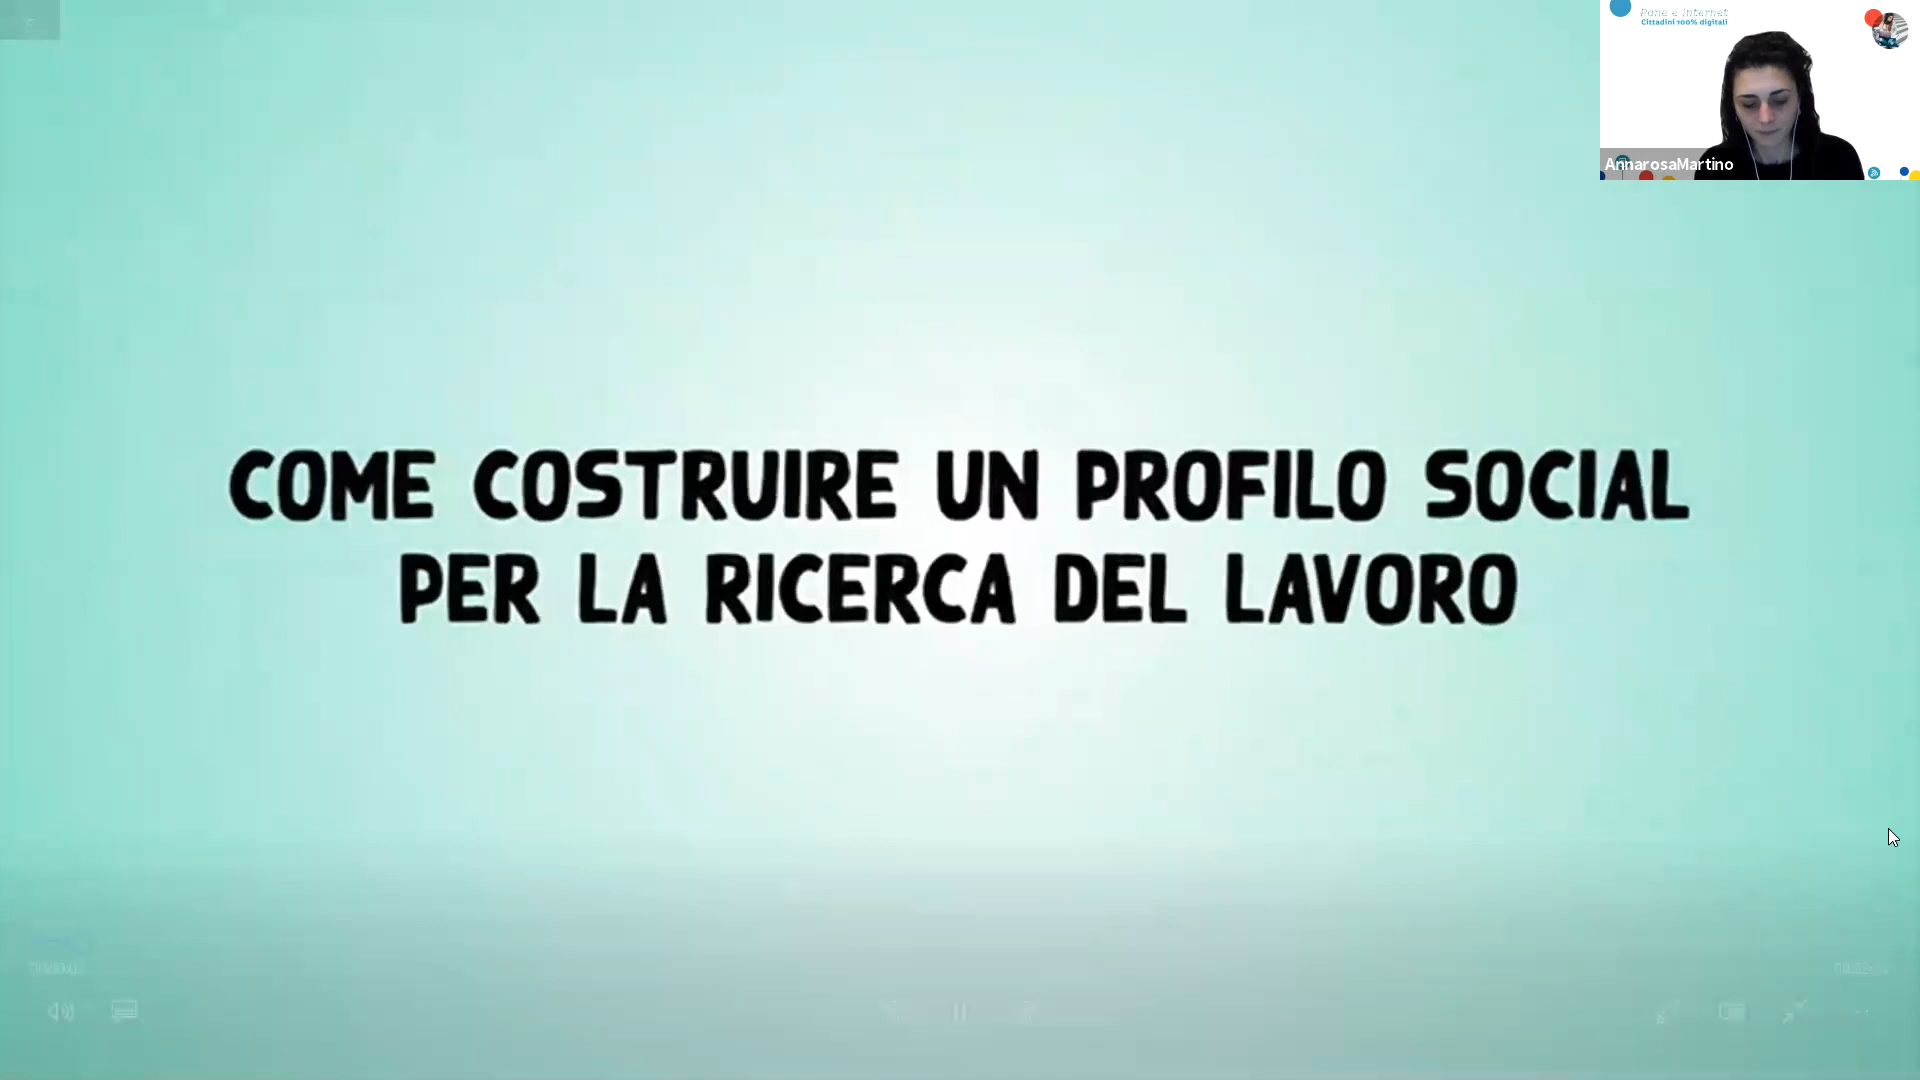 Pane e Internet
Cittadini 100% digitali
AnnarosaMartino
COME COSTRUIRE UN PROFILO SOCIAL
PER LA RICERCA DEL LAVORO